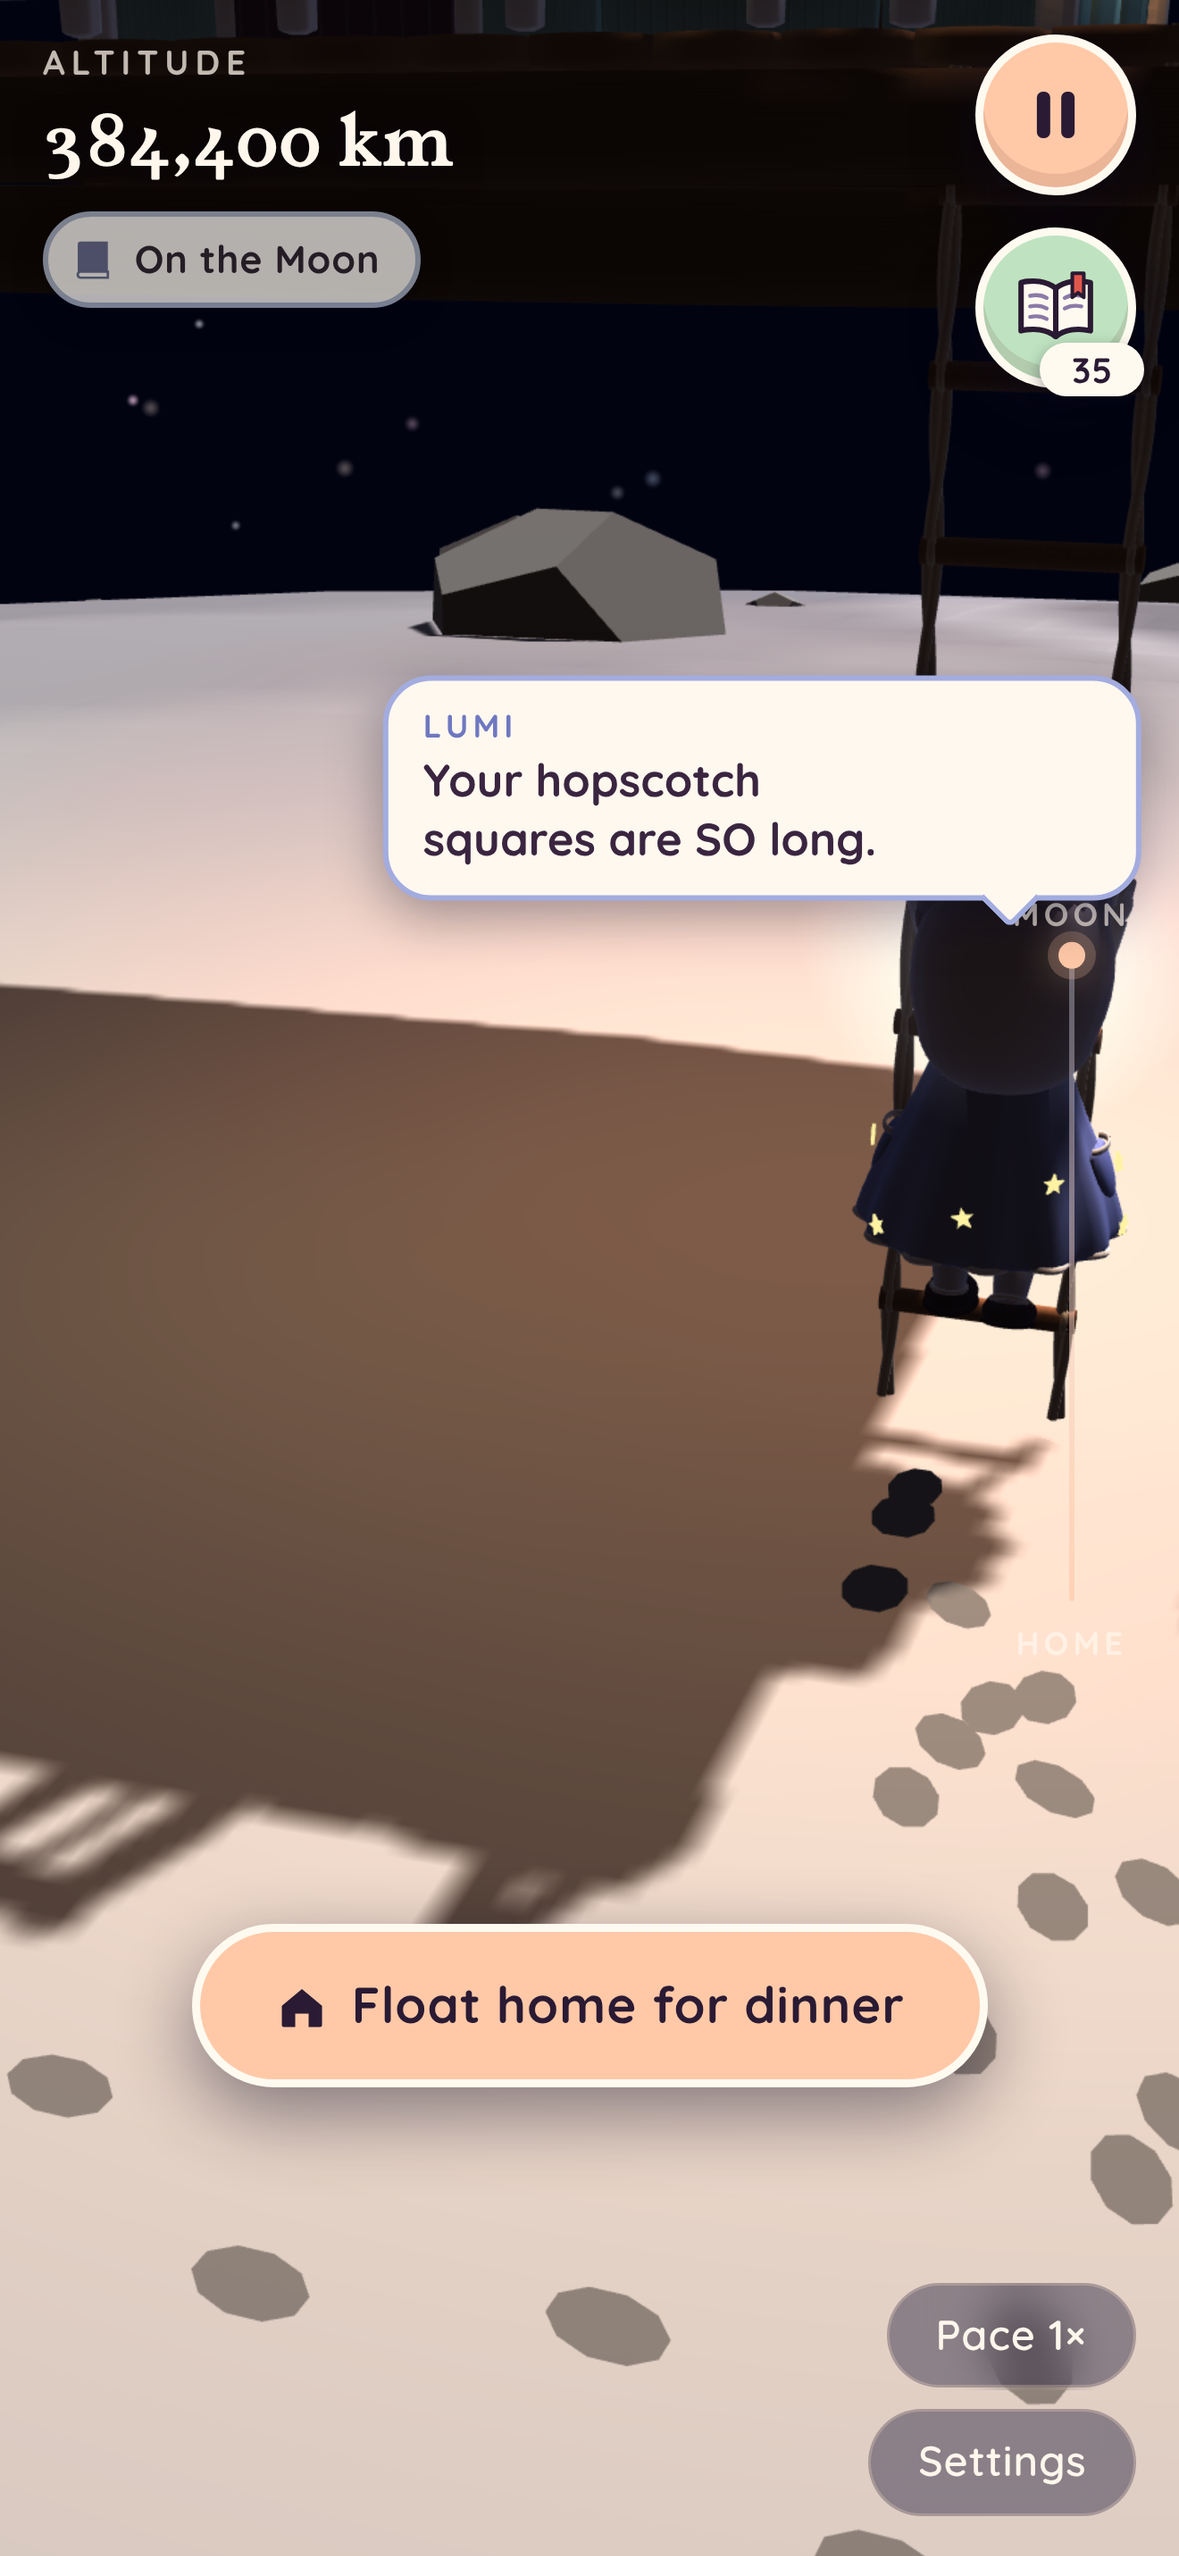 ALTITUDE
384,400 km
On the Moon
35
LUMI
Your hopscotch
squares are SO long.
MOON
HOME
Float home for dinner
Pace 1×
Settings